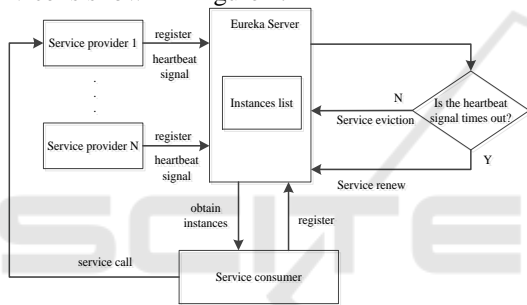 Service provider 1
register
heartbeat
signal
Eureka Server
Instances list
.
.
.
Service provider N
register
heartbeat
signal
N
Service eviction
Is the heartbeat
signal times out?
Y
Service renew
obtain
instances
register
service call
Service consumer
SCITE